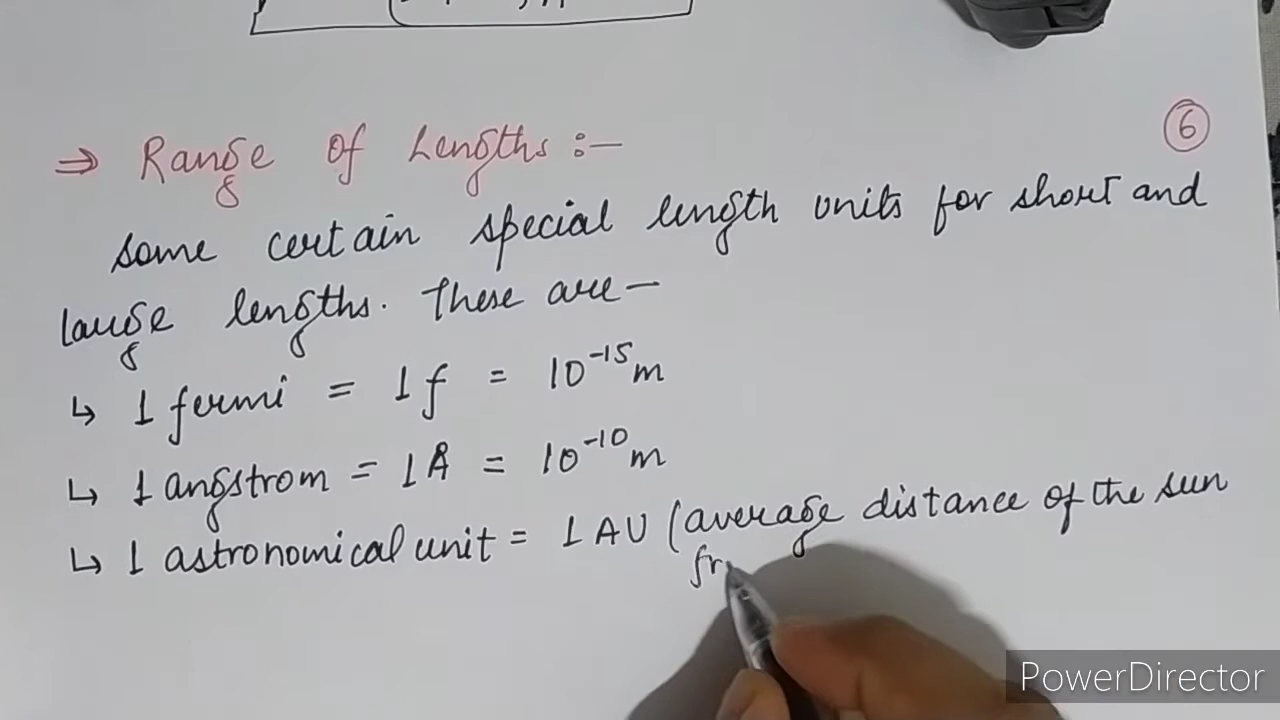 ⇒ Range of Lengths :-
6
some certain special length units for short and
large lengths. These are—
↳ 1 fermi = 1 f = 10⁻¹⁵ m
↳ 1 angstrom = 1 Å = 10⁻¹⁰ m
↳ 1 astronomical unit = 1 AU (average distance of the sun
fr
PowerDirector